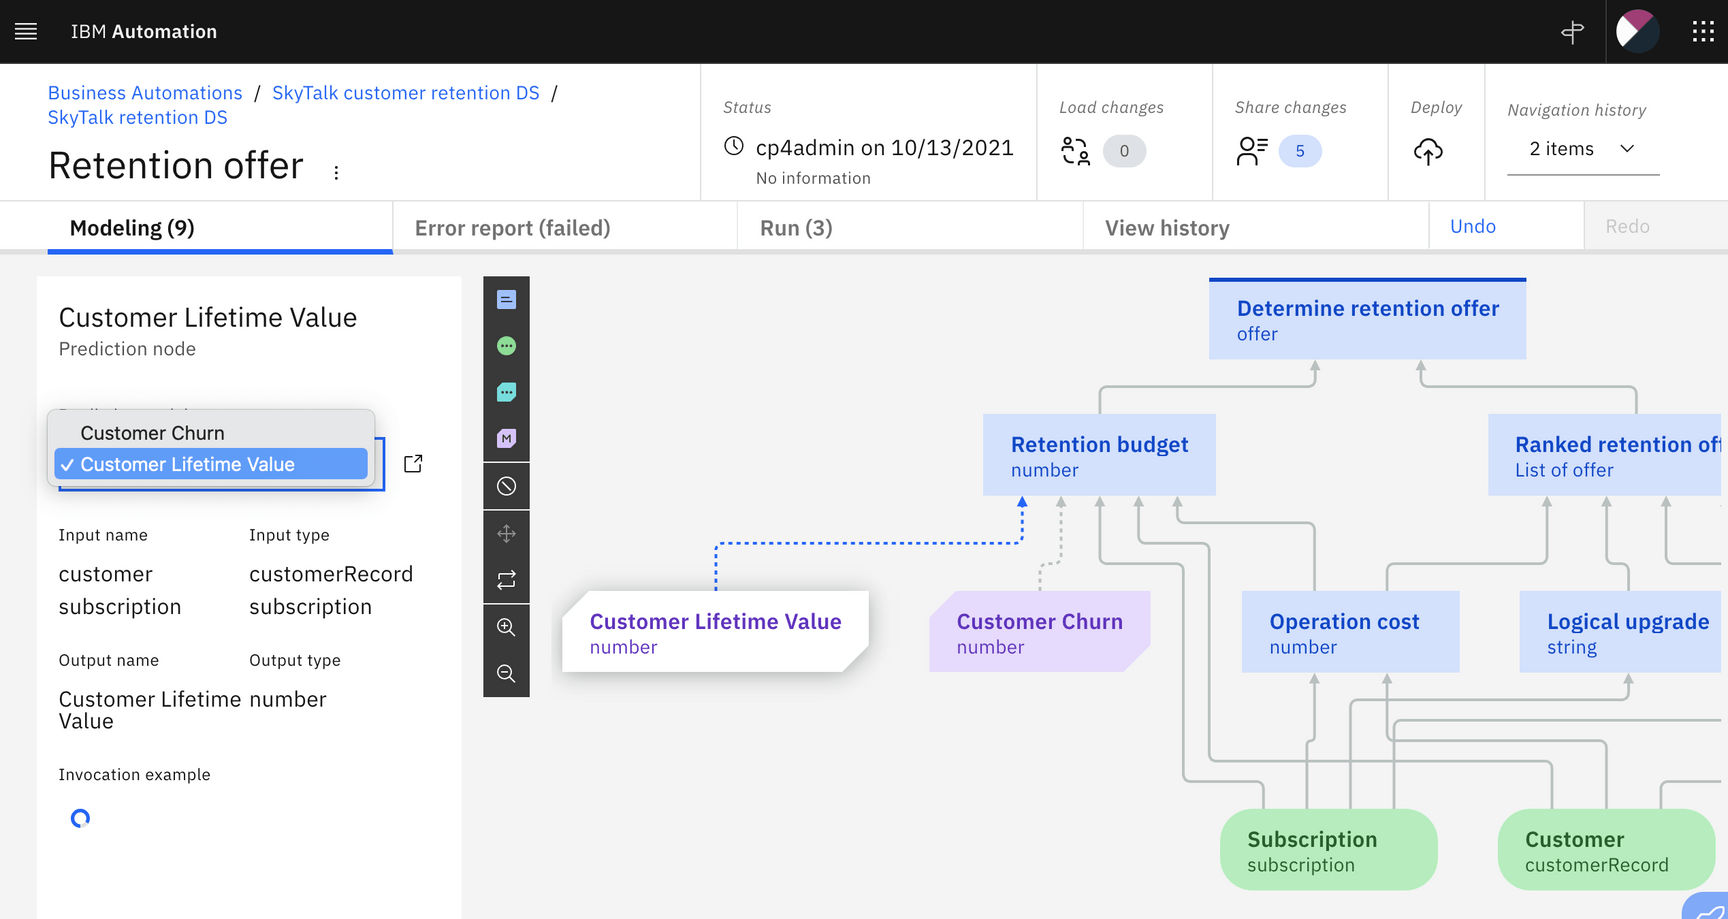 IBM Automation
Business Automations / SkyTalk customer retention DS /
SkyTalk retention DS
Retention offer
Status
cp4admin on 10/13/2021
No information
Load changes
0
Share changes
5
Deploy
Navigation history
2 items
Modeling (9)
Error report (failed)
Run (3)
View history
Undo
Redo
Customer Lifetime Value
Prediction node
Customer Churn
✓ Customer Lifetime Value
Input name Input type
customer customerRecord
subscription subscription
Output name Output type
Customer Lifetime number
Value
Invocation example
M
Determine retention offer
offer
Retention budget
number
Ranked retention of
List of offer
Customer Lifetime Value
number
Customer Churn
number
Operation cost
number
Logical upgrade
string
Subscription
subscription
Customer
customerRecord